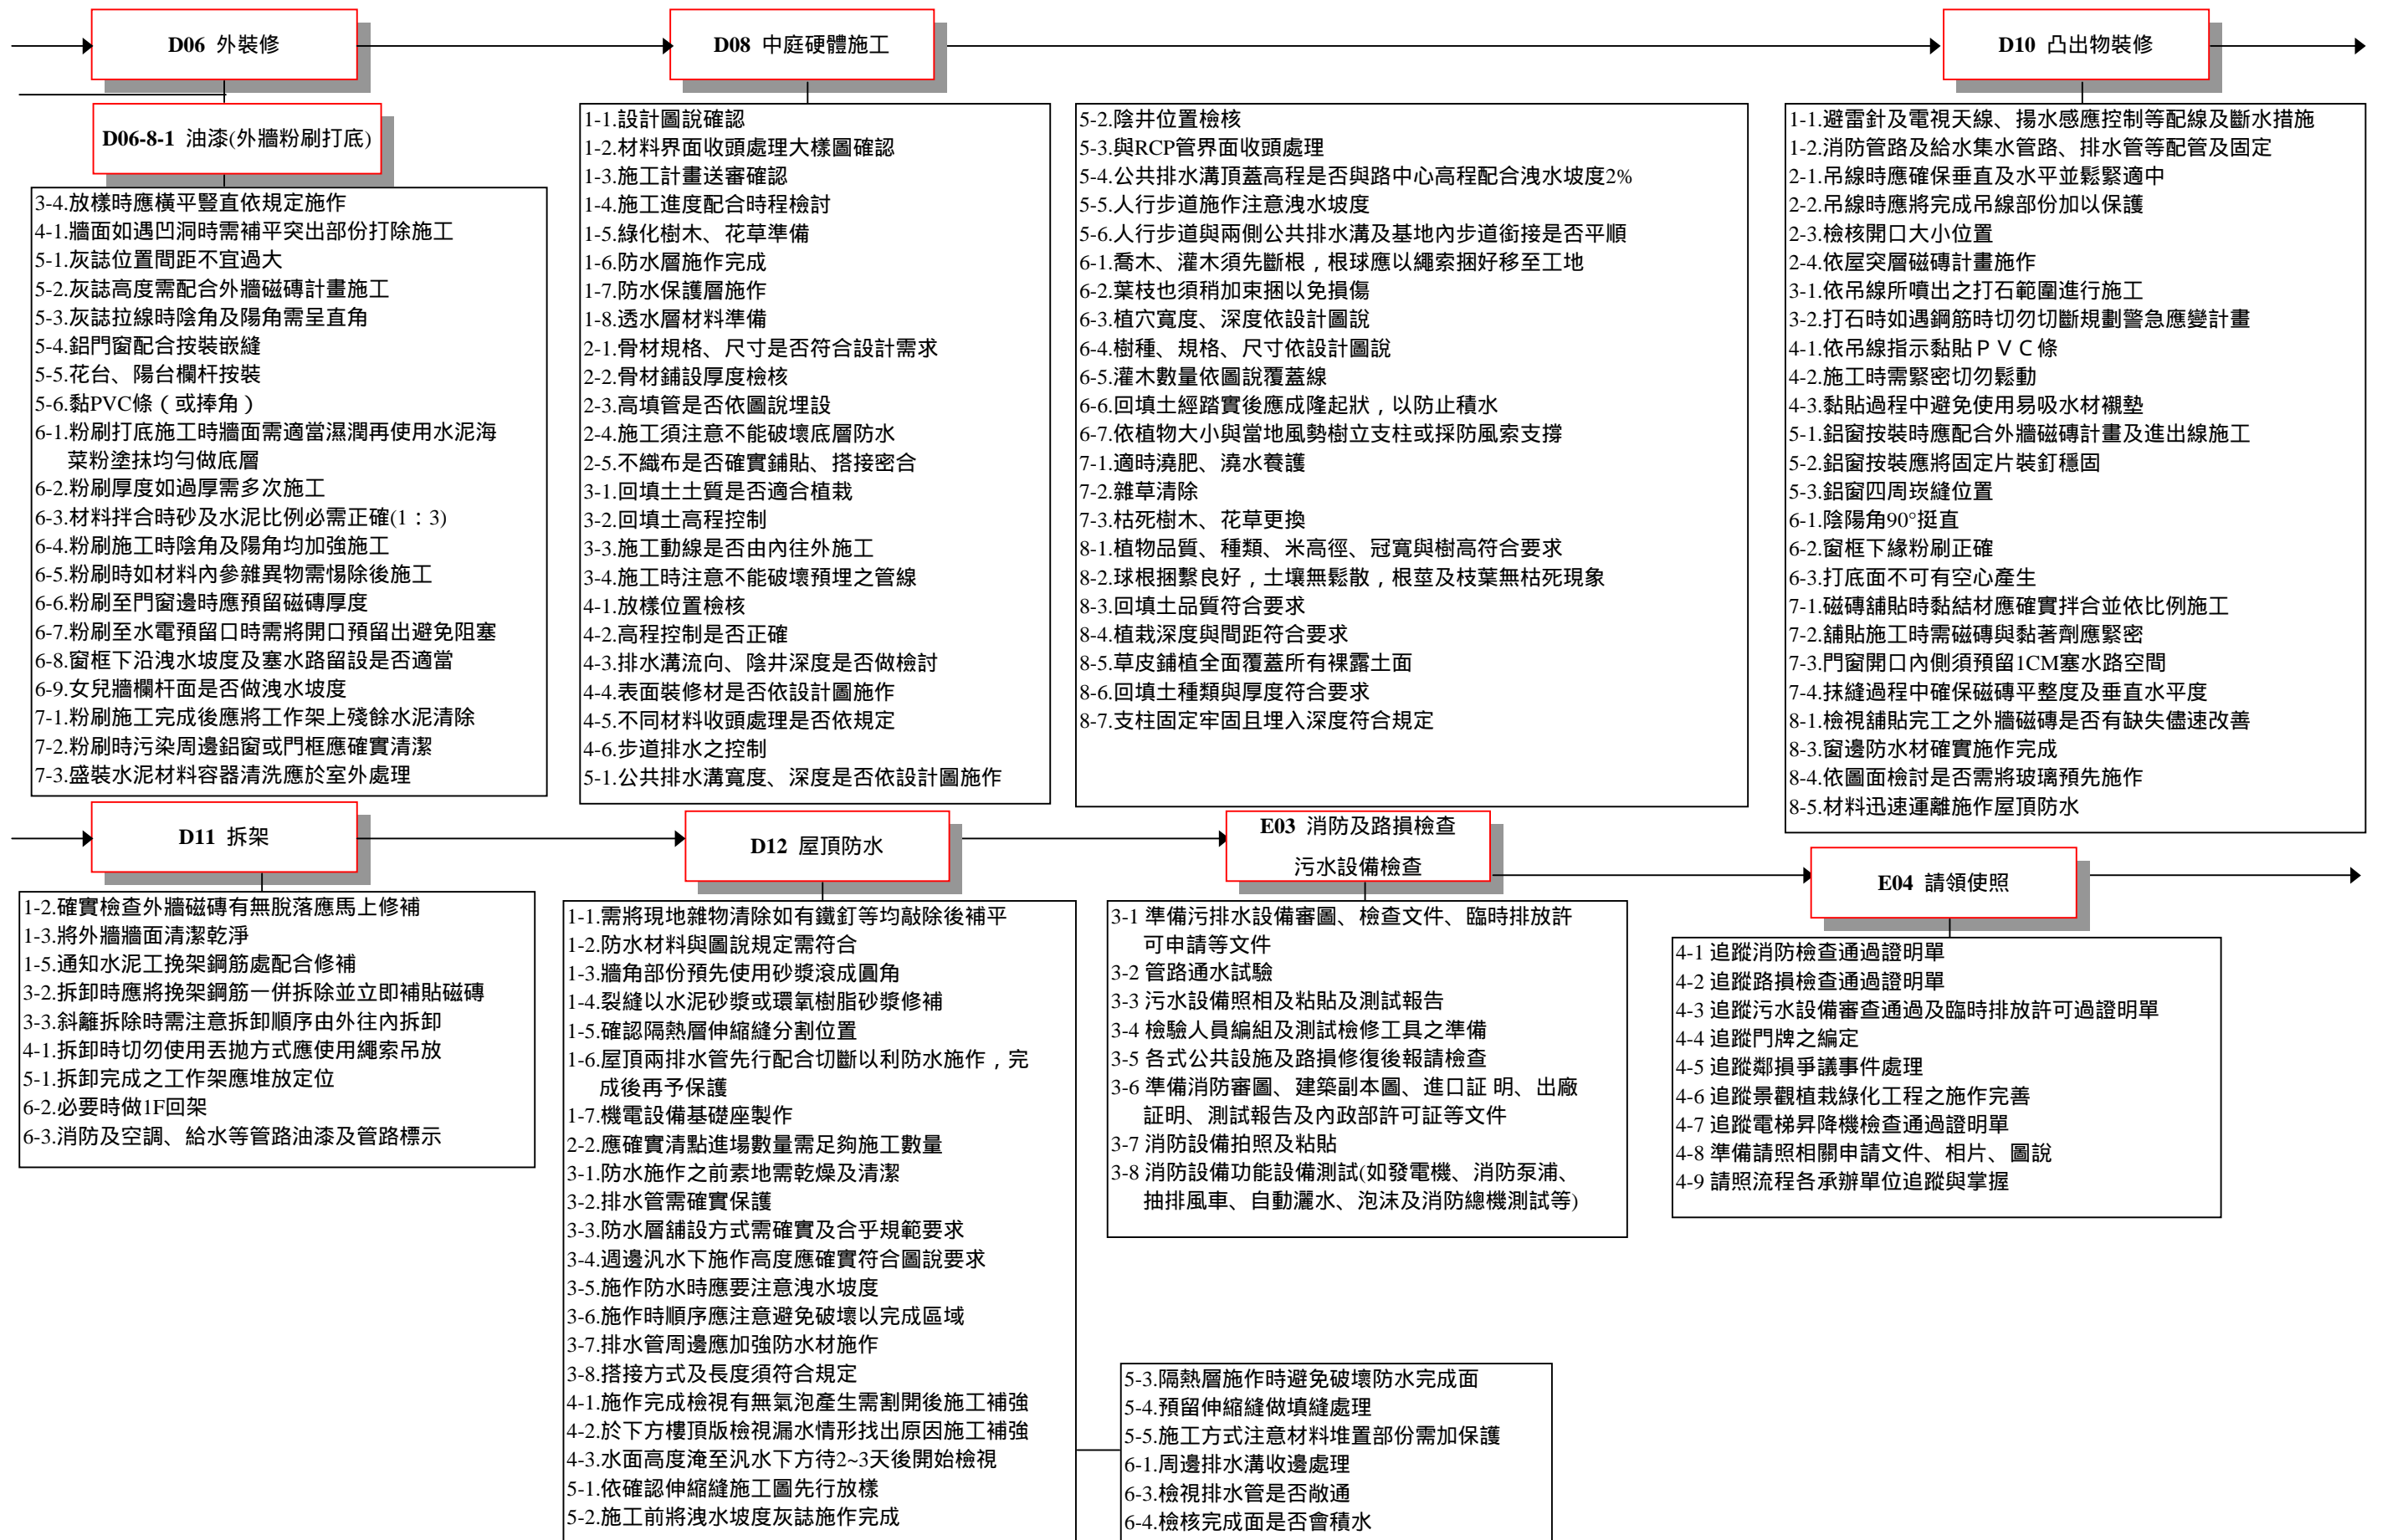 D06 外裝修
D06-8-1 油漆(外牆粉刷打底)
3-4.放樣時應橫平豎直依規定施作
4-1.牆面如遇凹洞時需補平突出部份打除施工
5-1.灰誌位置間距不宜過大
5-2.灰誌高度需配合外牆磁磚計畫施工
5-3.灰誌拉線時陰角及陽角需呈直角
5-4.鋁門窗配合按裝嵌縫
5-5.花台、陽台欄杆按裝
5-6.黏PVC條（或捧角）
6-1.粉刷打底施工時牆面需適當濕潤再使用水泥海
菜粉塗抹均勻做底層
6-2.粉刷厚度如過厚需多次施工
6-3.材料拌合時砂及水泥比例必需正確(1：3)
6-4.粉刷施工時陰角及陽角均加強施工
6-5.粉刷時如材料內參雜異物需惕除後施工
6-6.粉刷至門窗邊時應預留磁磚厚度
6-7.粉刷至水電預留口時需將開口預留出避免阻塞
6-8.窗框下沿洩水坡度及塞水路留設是否適當
6-9.女兒牆欄杆面是否做洩水坡度
7-1.粉刷施工完成後應將工作架上殘餘水泥清除
7-2.粉刷時污染周邊鋁窗或門框應確實清潔
7-3.盛裝水泥材料容器清洗應於室外處理
D08 中庭硬體施工
1-1.設計圖說確認
1-2.材料界面收頭處理大樣圖確認
1-3.施工計畫送審確認
1-4.施工進度配合時程檢討
1-5.綠化樹木、花草準備
1-6.防水層施作完成
1-7.防水保護層施作
1-8.透水層材料準備
2-1.骨材規格、尺寸是否符合設計需求
2-2.骨材鋪設厚度檢核
2-3.高填管是否依圖說埋設
2-4.施工須注意不能破壞底層防水
2-5.不織布是否確實鋪貼、搭接密合
3-1.回填土土質是否適合植栽
3-2.回填土高程控制
3-3.施工動線是否由內往外施工
3-4.施工時注意不能破壞預埋之管線
4-1.放樣位置檢核
4-2.高程控制是否正確
4-3.排水溝流向、陰井深度是否做檢討
4-4.表面裝修材是否依設計圖施作
4-5.不同材料收頭處理是否依規定
4-6.步道排水之控制
5-1.公共排水溝寬度、深度是否依設計圖施作
5-2.陰井位置檢核
5-3.與RCP管界面收頭處理
5-4.公共排水溝頂蓋高程是否與路中心高程配合洩水坡度2%
5-5.人行步道施作注意洩水坡度
5-6.人行步道與兩側公共排水溝及基地內步道銜接是否平順
6-1.喬木、灌木須先斷根，根球應以繩索捆好移至工地
6-2.葉枝也須稍加束捆以免損傷
6-3.植穴寬度、深度依設計圖說
6-4.樹種、規格、尺寸依設計圖說
6-5.灌木數量依圖說覆蓋線
6-6.回填土經踏實後應成隆起狀，以防止積水
6-7.依植物大小與當地風勢樹立支柱或採防風索支撐
7-1.適時澆肥、澆水養護
7-2.雜草清除
7-3.枯死樹木、花草更換
8-1.植物品質、種類、米高徑、冠寬與樹高符合要求
8-2.球根捆繫良好，土壤無鬆散，根莖及枝葉無枯死現象
8-3.回填土品質符合要求
8-4.植栽深度與間距符合要求
8-5.草皮鋪植全面覆蓋所有裸露土面
8-6.回填土種類與厚度符合要求
8-7.支柱固定牢固且埋入深度符合規定
D10 凸出物裝修
1-1.避雷針及電視天線、揚水感應控制等配線及斷水措施
1-2.消防管路及給水集水管路、排水管等配管及固定
2-1.吊線時應確保垂直及水平並鬆緊適中
2-2.吊線時應將完成吊線部份加以保護
2-3.檢核開口大小位置
2-4.依屋突層磁磚計畫施作
3-1.依吊線所噴出之打石範圍進行施工
3-2.打石時如遇鋼筋時切勿切斷規劃警急應變計畫
4-1.依吊線指示黏貼ＰＶＣ條
4-2.施工時需緊密切勿鬆動
4-3.黏貼過程中避免使用易吸水材襯墊
5-1.鋁窗按裝時應配合外牆磁磚計畫及進出線施工
5-2.鋁窗按裝應將固定片裝釘穩固
5-3.鋁窗四周崁縫位置
6-1.陰陽角90°挺直
6-2.窗框下緣粉刷正確
6-3.打底面不可有空心產生
7-1.磁磚舖貼時黏結材應確實拌合並依比例施工
7-2.舖貼施工時需磁磚與黏著劑應緊密
7-3.門窗開口內側須預留1CM塞水路空間
7-4.抹縫過程中確保磁磚平整度及垂直水平度
8-1.檢視舖貼完工之外牆磁磚是否有缺失儘速改善
8-3.窗邊防水材確實施作完成
8-4.依圖面檢討是否需將玻璃預先施作
8-5.材料迅速運離施作屋頂防水
D11 拆架
1-2.確實檢查外牆磁磚有無脫落應馬上修補
1-3.將外牆牆面清潔乾淨
1-5.通知水泥工挽架鋼筋處配合修補
3-2.拆卸時應將挽架鋼筋一併拆除並立即補貼磁磚
3-3.斜籬拆除時需注意拆卸順序由外往內拆卸
4-1.拆卸時切勿使用丟拋方式應使用繩索吊放
5-1.拆卸完成之工作架應堆放定位
6-2.必要時做1F回架
6-3.消防及空調、給水等管路油漆及管路標示
D12 屋頂防水
1-1.需將現地雜物清除如有鐵釘等均敲除後補平
1-2.防水材料與圖說規定需符合
1-3.牆角部份預先使用砂漿滾成圓角
1-4.裂縫以水泥砂漿或環氧樹脂砂漿修補
1-5.確認隔熱層伸縮縫分割位置
1-6.屋頂兩排水管先行配合切斷以利防水施作，完
成後再予保護
1-7.機電設備基礎座製作
2-2.應確實清點進場數量需足夠施工數量
3-1.防水施作之前素地需乾燥及清潔
3-2.排水管需確實保護
3-3.防水層舖設方式需確實及合乎規範要求
3-4.週邊汎水下施作高度應確實符合圖說要求
3-5.施作防水時應要注意洩水坡度
3-6.施作時順序應注意避免破壞以完成區域
3-7.排水管周邊應加強防水材施作
3-8.搭接方式及長度須符合規定
4-1.施作完成檢視有無氣泡產生需割開後施工補強
4-2.於下方樓頂版檢視漏水情形找出原因施工補強
4-3.水面高度淹至汎水下方待2~3天後開始檢視
5-1.依確認伸縮縫施工圖先行放樣
5-2.施工前將洩水坡度灰誌施作完成
5-3.隔熱層施作時避免破壞防水完成面
5-4.預留伸縮縫做填縫處理
5-5.施工方式注意材料堆置部份需加保護
6-1.周邊排水溝收邊處理
6-3.檢視排水管是否敞通
6-4.檢核完成面是否會積水
E03 消防及路損檢查
污水設備檢查
3-1 準備污排水設備審圖、檢查文件、臨時排放許
可申請等文件
3-2 管路通水試驗
3-3 污水設備照相及粘貼及測試報告
3-4 檢驗人員編組及測試檢修工具之準備
3-5 各式公共設施及路損修復後報請檢查
3-6 準備消防審圖、建築副本圖、進口証 明、出廠
証明、測試報告及內政部許可証等文件
3-7 消防設備拍照及粘貼
3-8 消防設備功能設備測試(如發電機、消防泵浦、
抽排風車、自動灑水、泡沫及消防總機測試等)
E04 請領使照
4-1 追蹤消防檢查通過證明單
4-2 追蹤路損檢查通過證明單
4-3 追蹤污水設備審查通過及臨時排放許可過證明單
4-4 追蹤門牌之編定
4-5 追蹤鄰損爭議事件處理
4-6 追蹤景觀植栽綠化工程之施作完善
4-7 追蹤電梯昇降機檢查通過證明單
4-8 準備請照相關申請文件、相片、圖說
4-9 請照流程各承辦單位追蹤與掌握